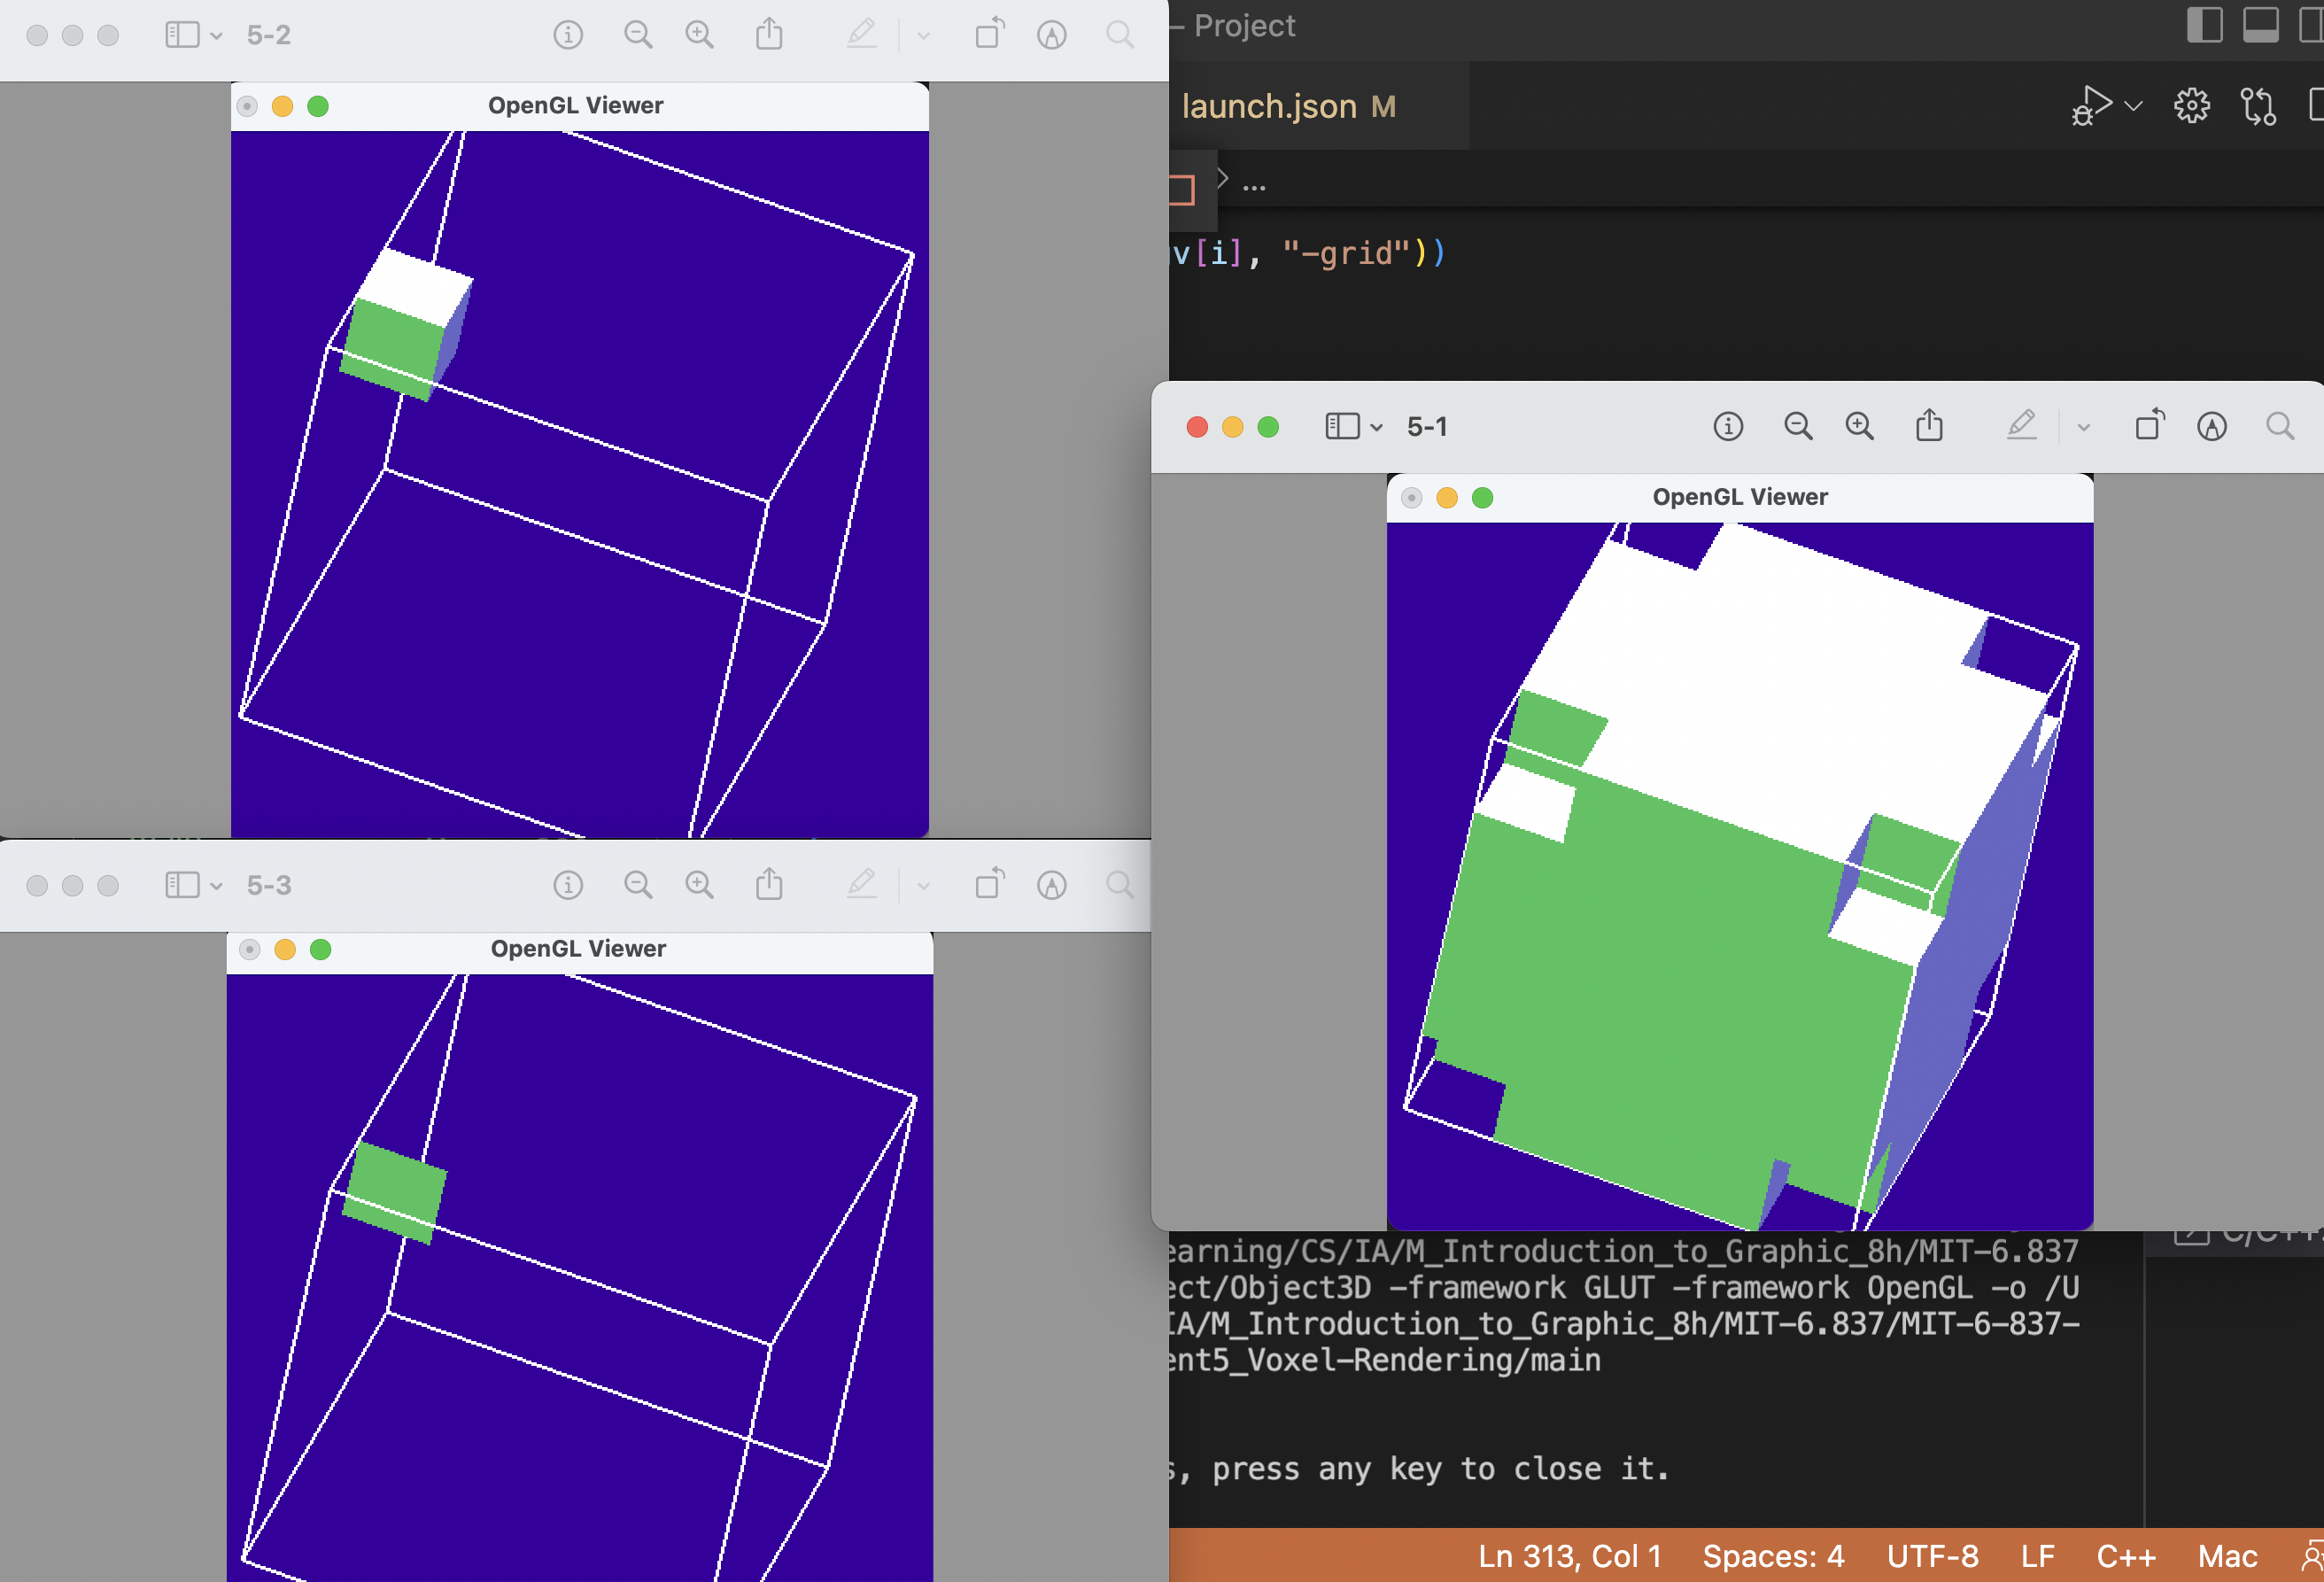 5-2
OpenGL Viewer
– Project
launch.json M
...
v[i], "-grid"))
5-1
OpenGL Viewer
5-3
OpenGL Viewer
earning/CS/IA/M_Introduction_to_Graphic_8h/MIT-6.837
ect/Object3D -framework GLUT -framework OpenGL -o /U
IA/M_Introduction_to_Graphic_8h/MIT-6.837/MIT-6-837-
ent5_Voxel-Rendering/main
s, press any key to close it.
Ln 313, Col 1 Spaces: 4 UTF-8 LF C++ Mac